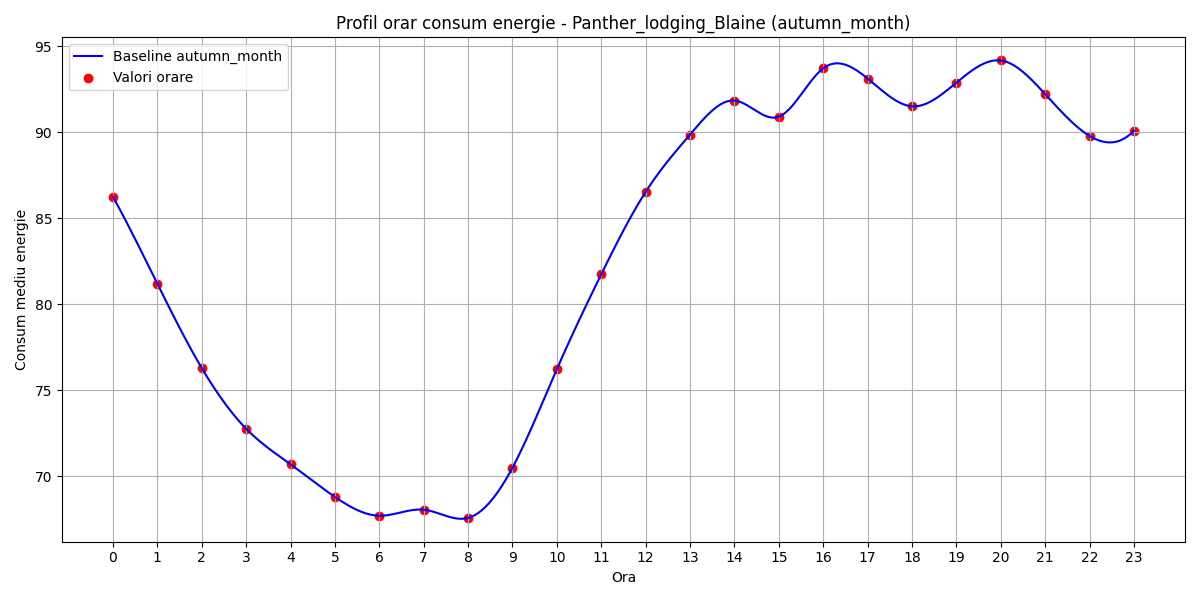 Profil orar consum energie - Panther_lodging_Blaine (autumn_month)
Baseline autumn_month
Valori orare
Consum mediu energie
95
90
85
80
75
70
0 1 2 3 4 5 6 7 8 9 10 11 12 13 14 15 16 17 18 19 20 21 22 23
Ora